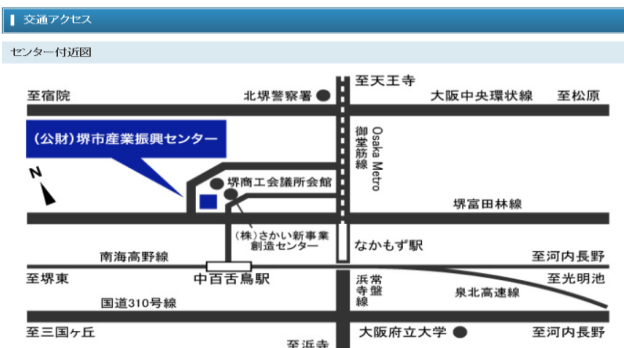 交通アクセス
センター付近図
至天王寺
至宿院
北堺警察署
大阪中央環状線
至松原
(公財)堺市産業振興センター
Osaka Metro
御堂筋線
N
堺商工会議所会館
堺富田林線
(株)さかい新事業
創造センター
なかもず駅
南海高野線
至河内長野
至堺東
中百舌鳥駅
常磐
浜寺線
至光明池
泉北高速線
国道310号線
至三国ヶ丘
至浜寺
大阪府立大学
至河内長野